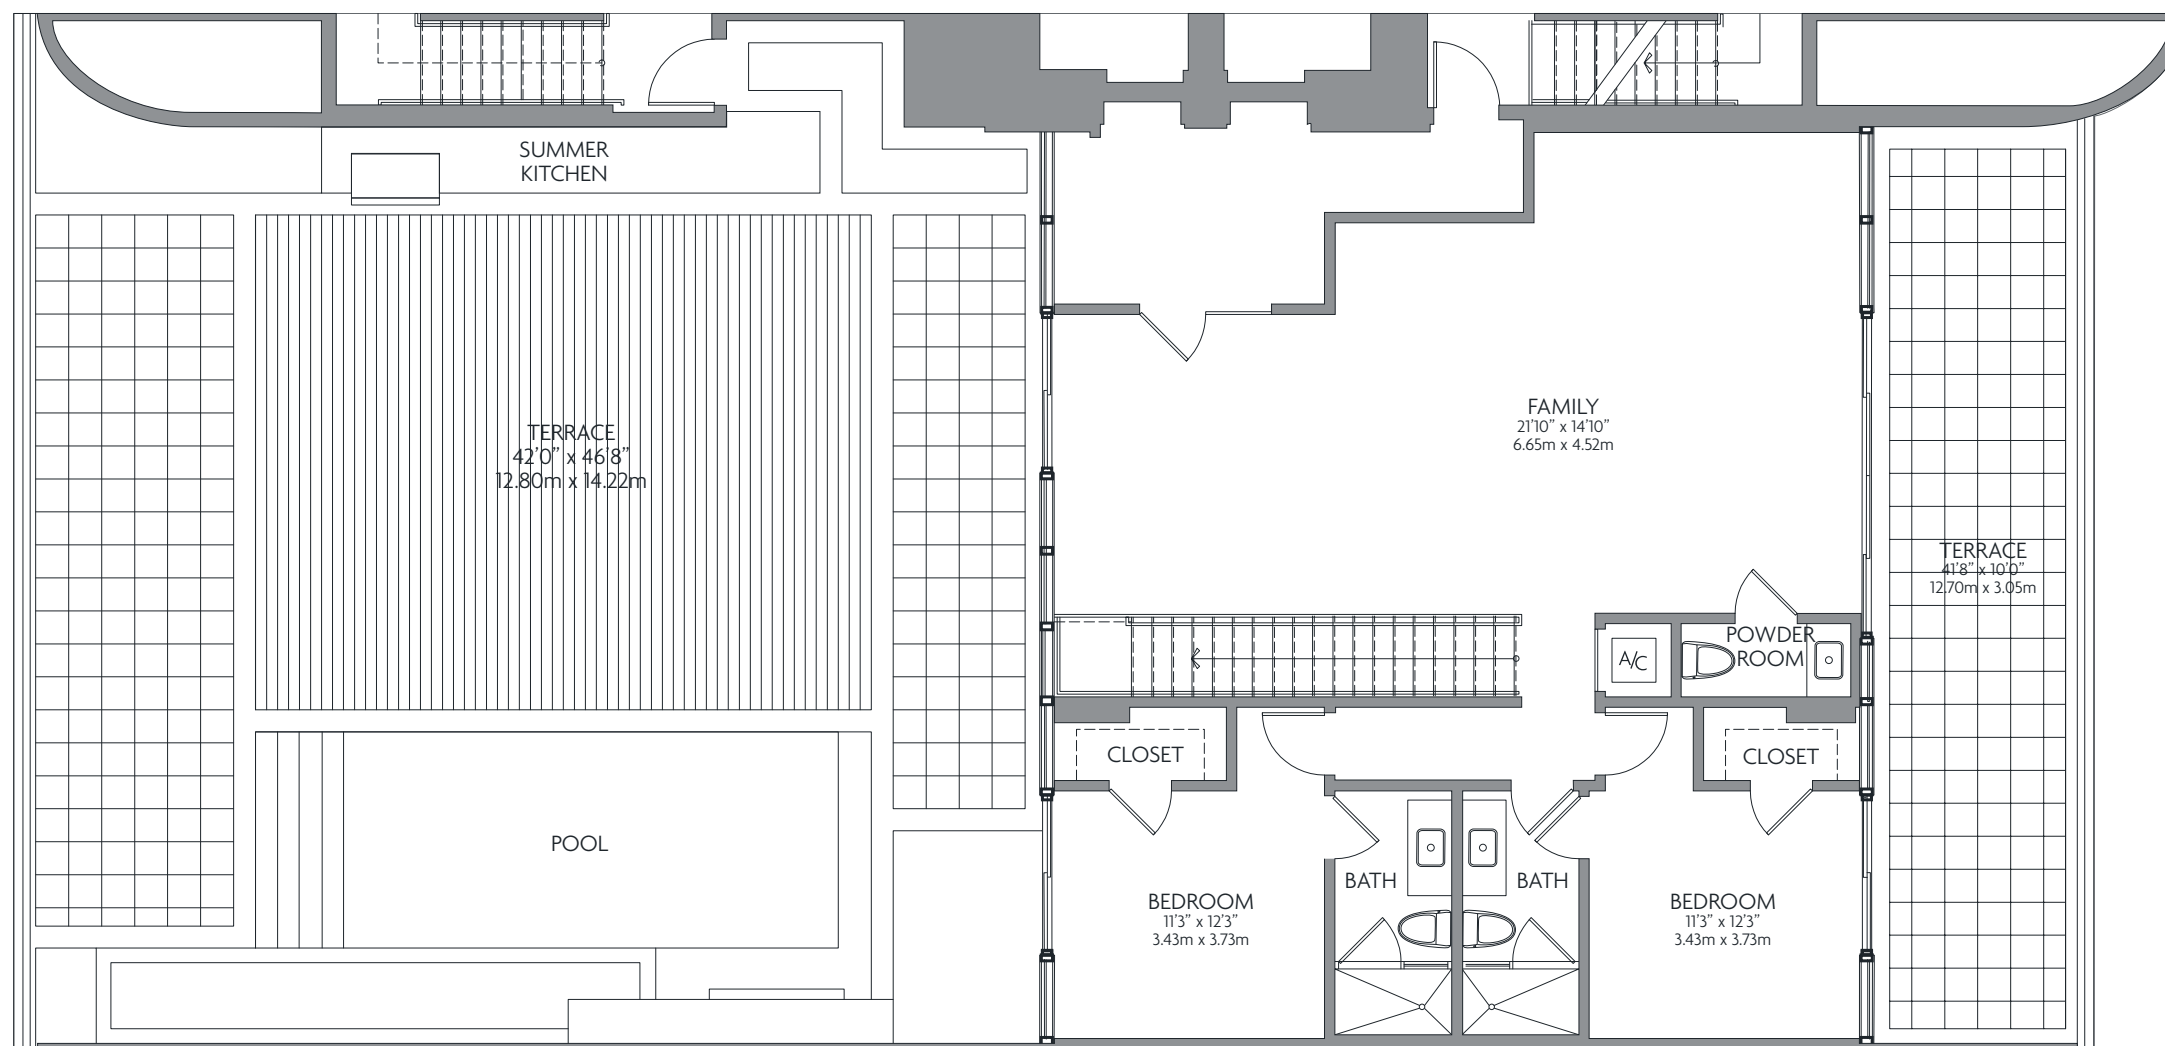 SUMMER
KITCHEN
TERRACE
42'0" x 46'8"
12.80m x 14.22m
FAMILY
21'10" x 14'10"
6.65m x 4.52m
TERRACE
41'8" x 10'0"
12.70m x 3.05m
POWDER
ROOM
A/C
CLOSET
CLOSET
POOL
BATH
BATH
BEDROOM
11'3" x 12'3"
3.43m x 3.73m
BEDROOM
11'3" x 12'3"
3.43m x 3.73m